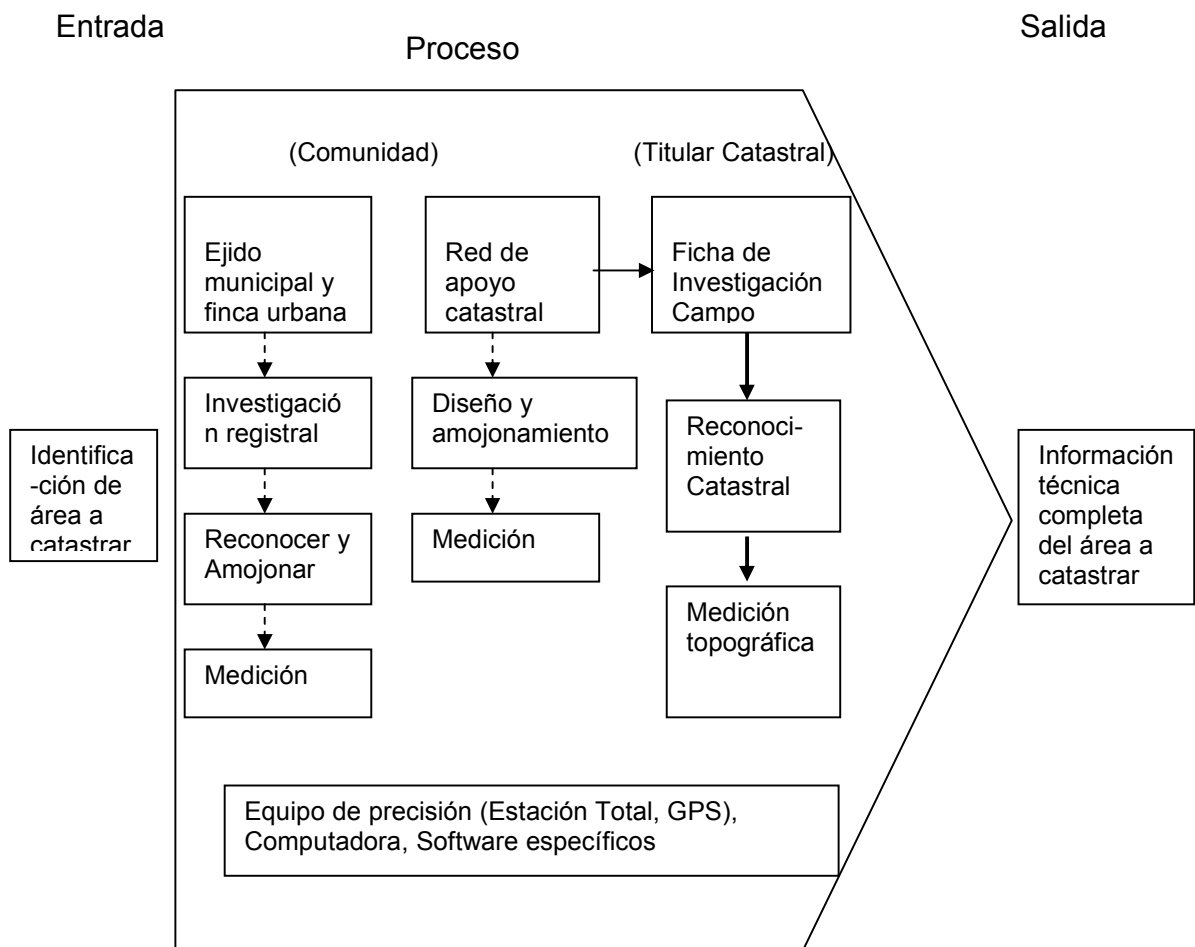 Entrada
Proceso
Salida
(Comunidad)
(Titular Catastral)
Ejido
municipal y
finca urbana
Red de
apoyo
catastral
Ficha de
Investigación
Campo
Investigació
n registral
Diseño y
amojonamiento
Reconoci-
miento
Catastral
Identifica
-ción de
área a
catastrar
Reconocer y
Amojonar
Medición
Información
técnica
completa
del área a
catastrar
Medición
topográfica
Medición
Equipo de precisión (Estación Total, GPS),
Computadora, Software específicos